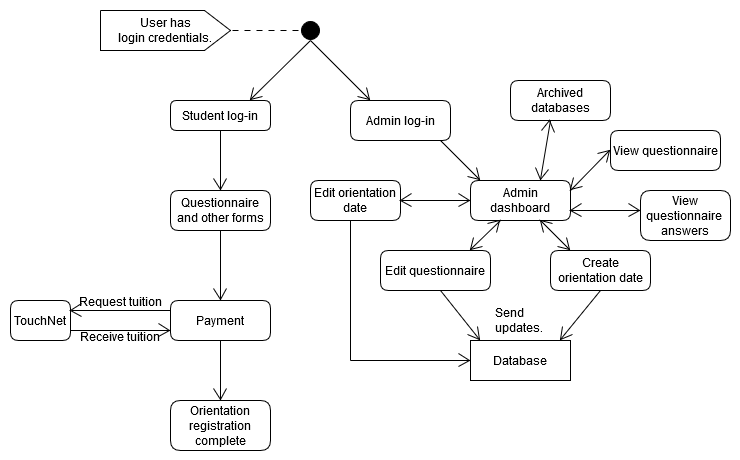 User has
login credentials.
Student log-in
Admin log-in
Archived
databases
View questionnaire
Questionnaire
and other forms
Edit orientation
date
Admin
dashboard
View
questionnaire
answers
Edit questionnaire
Create
orientation date
Request tuition
TouchNet
Payment
Receive tuition
Send
updates.
Database
Orientation
registration
complete